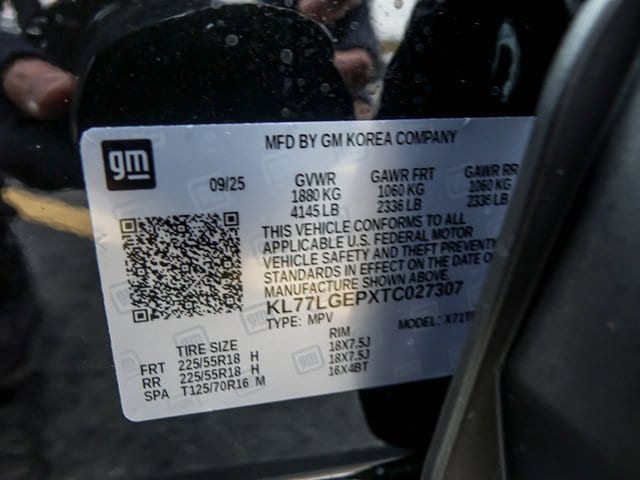 gm
MFD BY GM KOREA COMPANY
09/25
GVWR GAWR FRT GAWR RR
1880 KG 1060 KG 1060 KG
4145 LB 2336 LB 2336 LB
THIS VEHICLE CONFORMS TO ALL
APPLICABLE U.S. FEDERAL MOTOR
VEHICLE SAFETY AND THEFT PREVENTI
STANDARDS IN EFFECT ON THE DATE O
MANUFACTURE SHOWN ABOVE.
KL77LGEPXTC027307
TYPE: MPV MODEL: X71T
TIRE SIZE RIM
FRT 225/55R18 H 18X7.5J
RR 225/55R18 H 18X7.5J
SPA T125/70R16 M 16X4BT